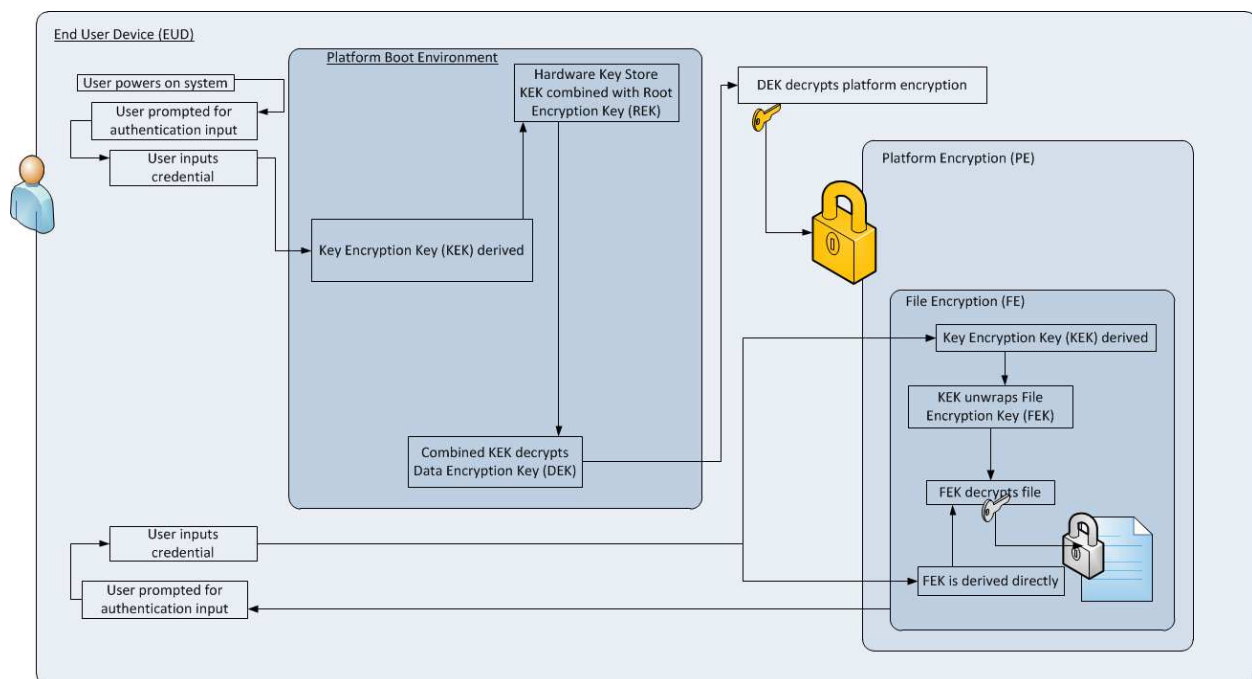 End User Device (EUD)
Platform Boot Environment
User powers on system
User prompted for
authentication input
User inputs
credential
Key Encryption Key (KEK) derived
Hardware Key Store
KEK combined with Root
Encryption Key (REK)
Combined KEK decrypts
Data Encryption Key (DEK)
DEK decrypts platform encryption
Platform Encryption (PE)
File Encryption (FE)
Key Encryption Key (KEK) derived
KEK unwraps File
Encryption Key (FEK)
FEK decrypts file
FEK is derived directly
User inputs
credential
User prompted for
authentication input